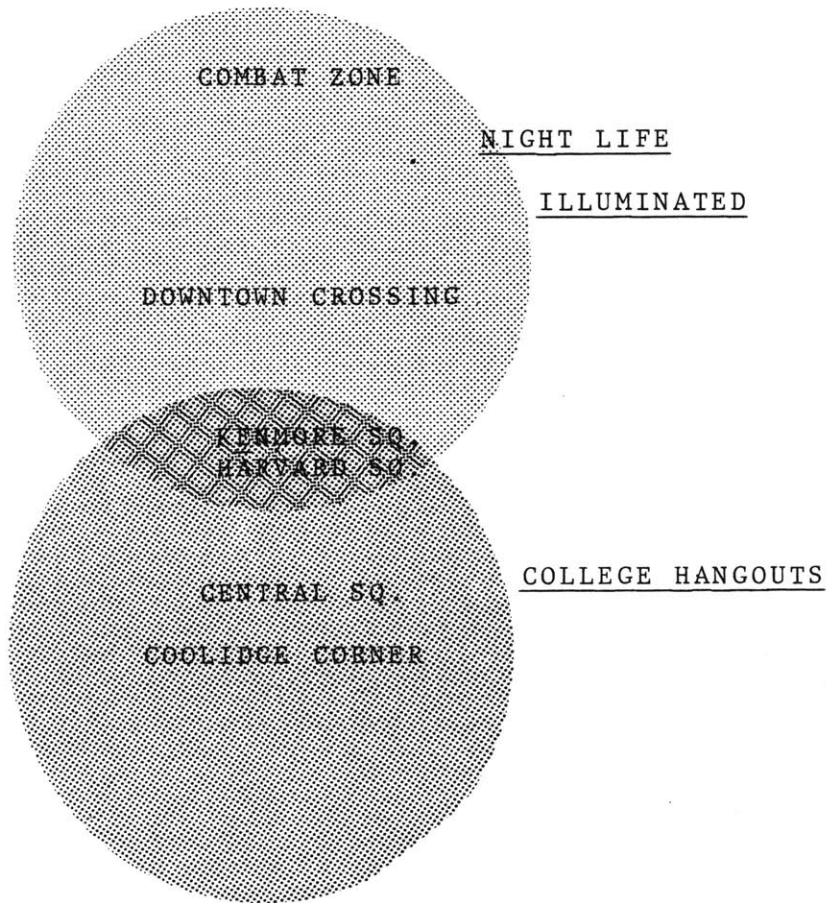 COMBAT ZONE
NIGHT LIFE
ILLUMINATED
DOWNTOWN CROSSING
KENMORE SQ.
HARVARD SQ.
CENTRAL SQ.
COLLEGE HANGOUTS
COOLIDGE CORNER